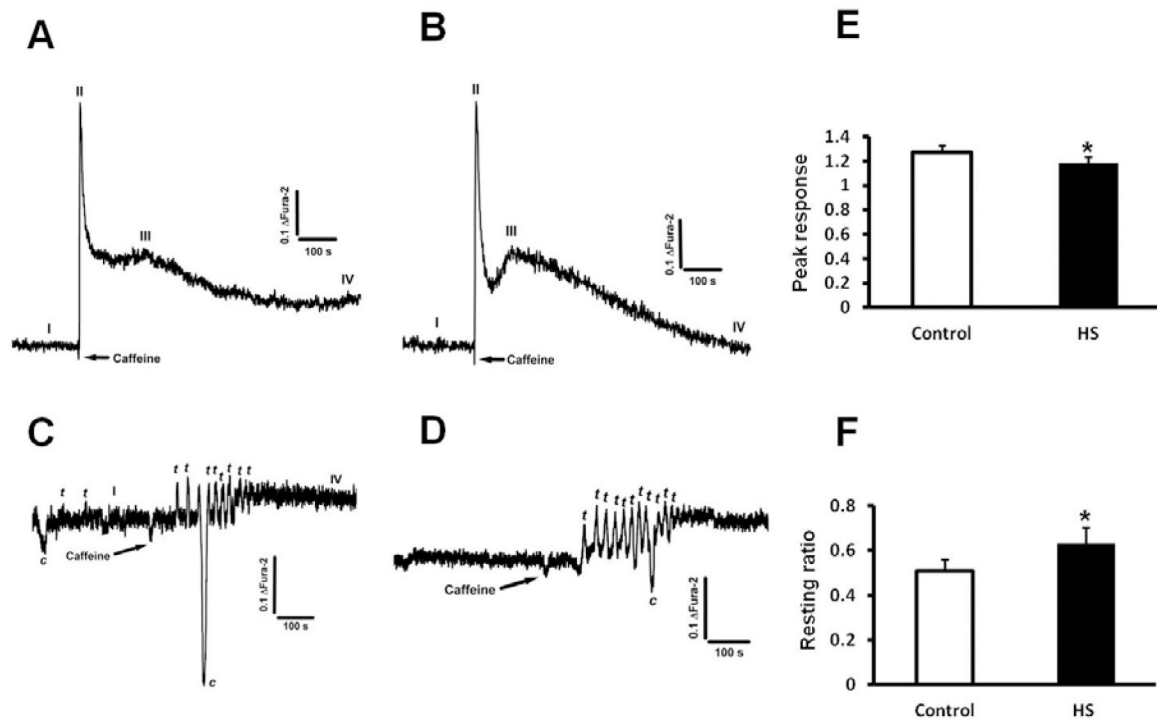 A
II
III
IV
I
Caffeine
0.1 ΔFura-2
100 s
B
II
III
IV
I
Caffeine
0.1 ΔFura-2
100 s
E
Peak response
1.4
1.2
1
0.8
0.6
0.4
0.2
0
*
Control
HS
C
t
t
I
t
t
t
t
t
t
t
t
IV
c
Caffeine
c
0.1 ΔFura-2
100 s
D
t
t
t
t
t
t
t
t
t
t
Caffeine
c
0.1 ΔFura-2
100 s
F
Resting ratio
0.8
0.6
0.4
0.2
0
*
Control
HS